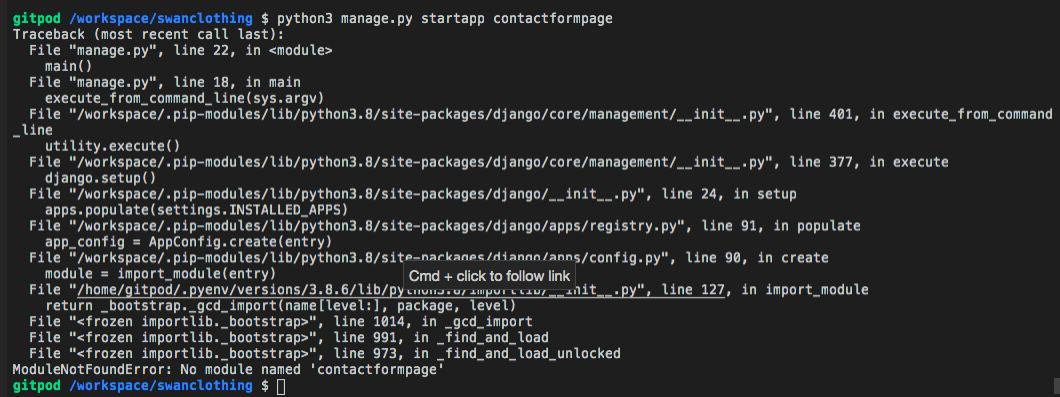 gitpod /workspace/swanclothing $ python3 manage.py startapp contactformpage
Traceback (most recent call last):
File "manage.py", line 22, in <module>
main()
File "manage.py", line 18, in main
execute_from_command_line(sys.argv)
File "/workspace/.pip-modules/lib/python3.8/site-packages/django/core/management/__init__.py", line 401, in execute_from_command
_line
utility.execute()
File "/workspace/.pip-modules/lib/python3.8/site-packages/django/core/management/__init__.py", line 377, in execute
django.setup()
File "/workspace/.pip-modules/lib/python3.8/site-packages/django/__init__.py", line 24, in setup
apps.populate(settings.INSTALLED_APPS)
File "/workspace/.pip-modules/lib/python3.8/site-packages/django/apps/registry.py", line 91, in populate
app_config = AppConfig.create(entry)
File "/workspace/.pip-modules/lib/python3.8/site-packages/django/apps/config.py", line 90, in create
module = import_module(entry)
Cmd + click to follow link
File "/home/gitpod/.pyenv/versions/3.8.6/lib/python3.8/importlib/__init__.py", line 127, in import_module
return _bootstrap._gcd_import(name[level:], package, level)
File "<frozen importlib._bootstrap>", line 1014, in _gcd_import
File "<frozen importlib._bootstrap>", line 991, in _find_and_load
File "<frozen importlib._bootstrap>", line 973, in _find_and_load_unlocked
ModuleNotFoundError: No module named 'contactformpage'
gitpod /workspace/swanclothing $